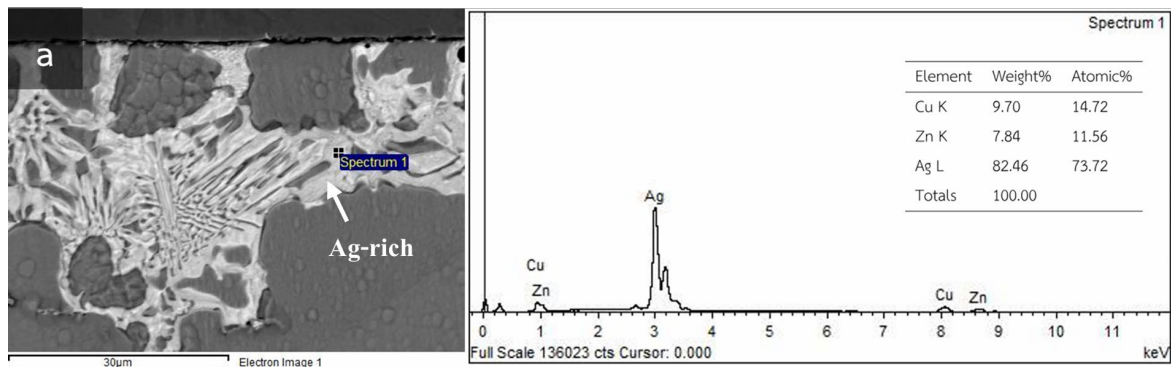 a
Spectrum 1
Ag-rich
30µm
Electron Image 1
Spectrum 1
Element Weight% Atomic%
Cu K 9.70 14.72
Zn K 7.84 11.56
Ag L 82.46 73.72
Totals 100.00
Ag
Cu
Zn
Cu
Zn
0 1 2 3 4 5 6 7 8 9 10 11
Full Scale 136023 cts Cursor: 0.000
keV